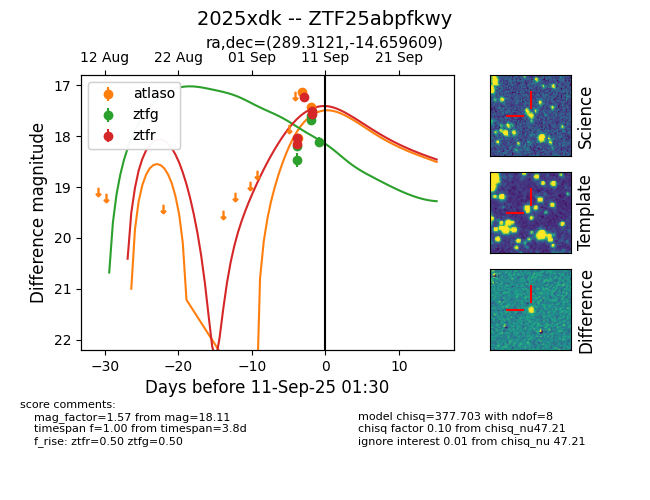 2025xdk -- ZTF25abpfkwy
ra,dec=(289.3121,-14.659609)
12 Aug 22 Aug 01 Sep 11 Sep 21 Sep
atlaso
ztfg
ztfr
17
18
19
20
21
22
Difference magnitude
−30 −20 −10 0 10
Days before 11-Sep-25 01:30
Science
Template
Difference
score comments:
mag_factor=1.57 from mag=18.11
timespan f=1.00 from timespan=3.8d
f_rise: ztfr=0.50 ztfg=0.50
model chisq=377.703 with ndof=8
chisq factor 0.10 from chisq_nu47.21
ignore interest 0.01 from chisq_nu 47.21